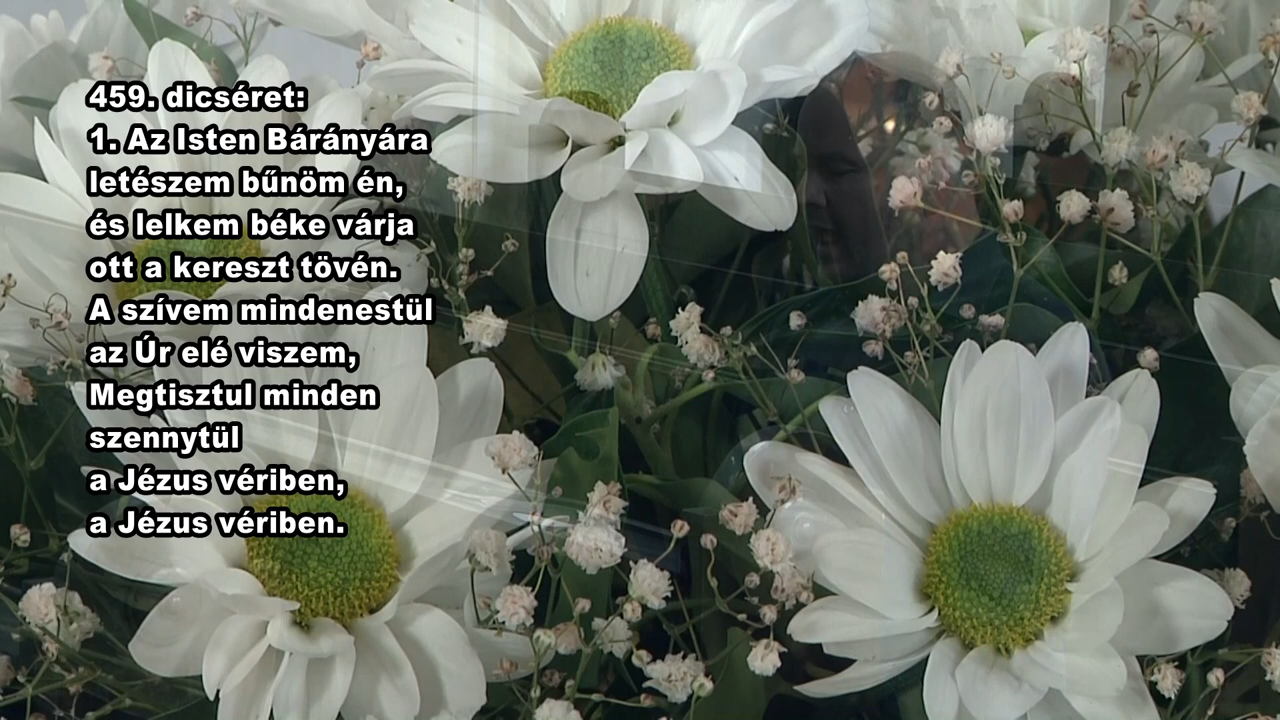 459. dicséret:
1. Az Isten Bárányára
letészem bűnöm én,
és lelkem béke várja
ott a kereszt tövén.
A szívem mindenestül
az Úr elé viszem,
Megtisztul minden
szennytül
a Jézus vériben,
a Jézus vériben.